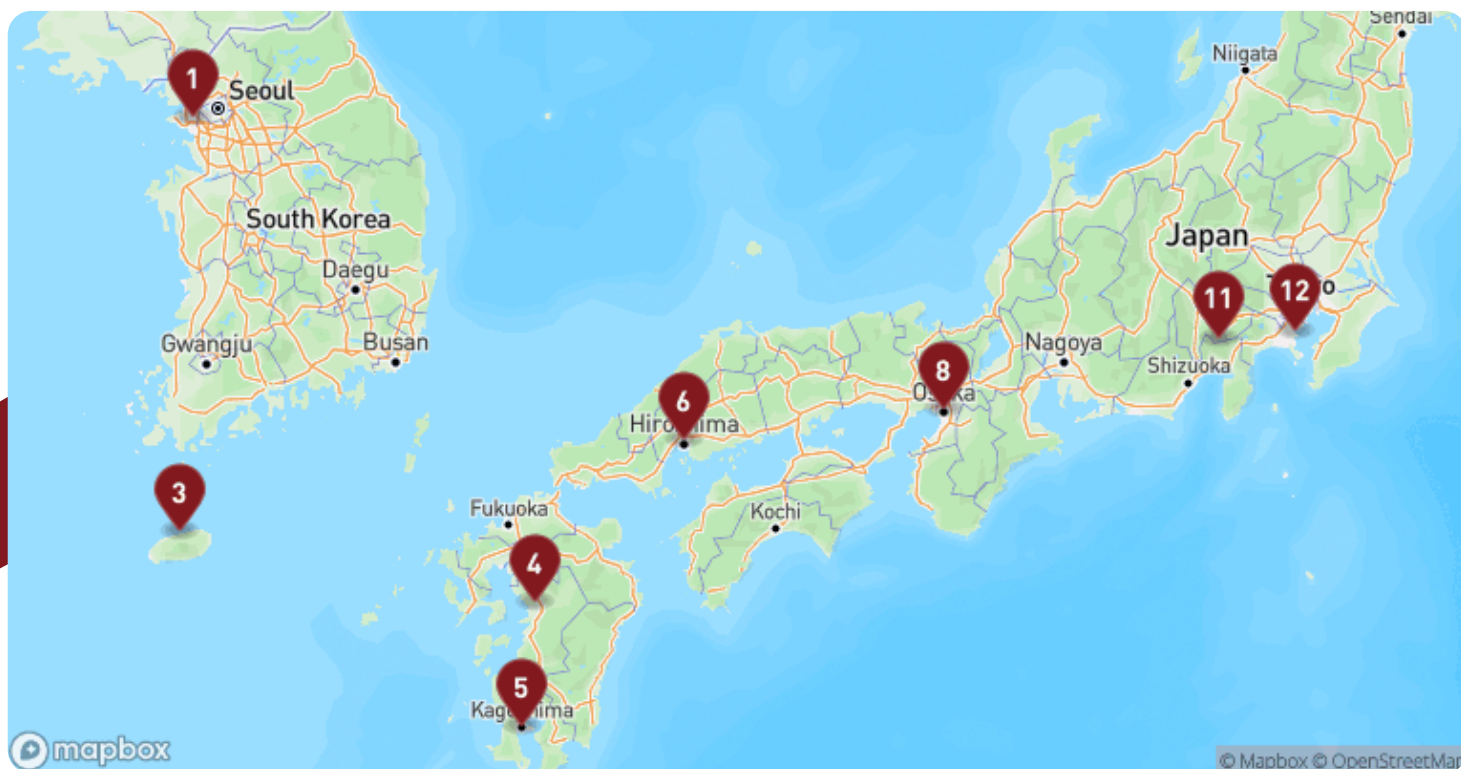 Sendai
Niigata
1
Seoul
South Korea
Japan
Daegu
11
12
Gwangju
Busan
Nagoya
Shizuoka
8
6
3
Fukuoka
Kochi
4
5
mapbox
© Mapbox © OpenStreetMap